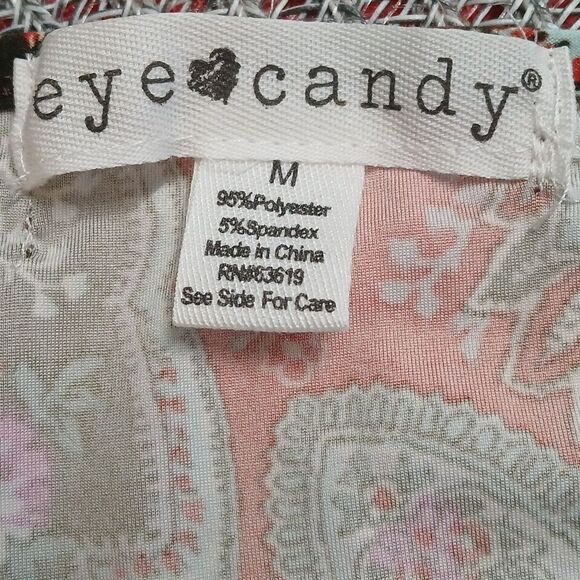 eye candy®
M
95%Polyester
5%Spandex
Made in China
RN#63619
See Side For Care